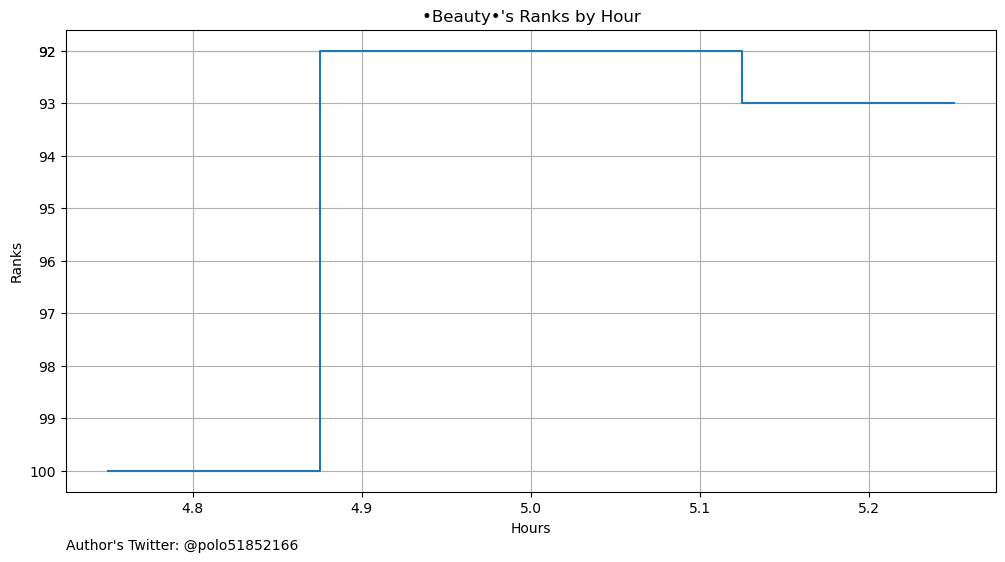 •Beauty•'s Ranks by Hour
92
93
94
95
96
97
98
99
100
Ranks
4.8 4.9 5.0 5.1 5.2
Hours
Author's Twitter: @polo51852166